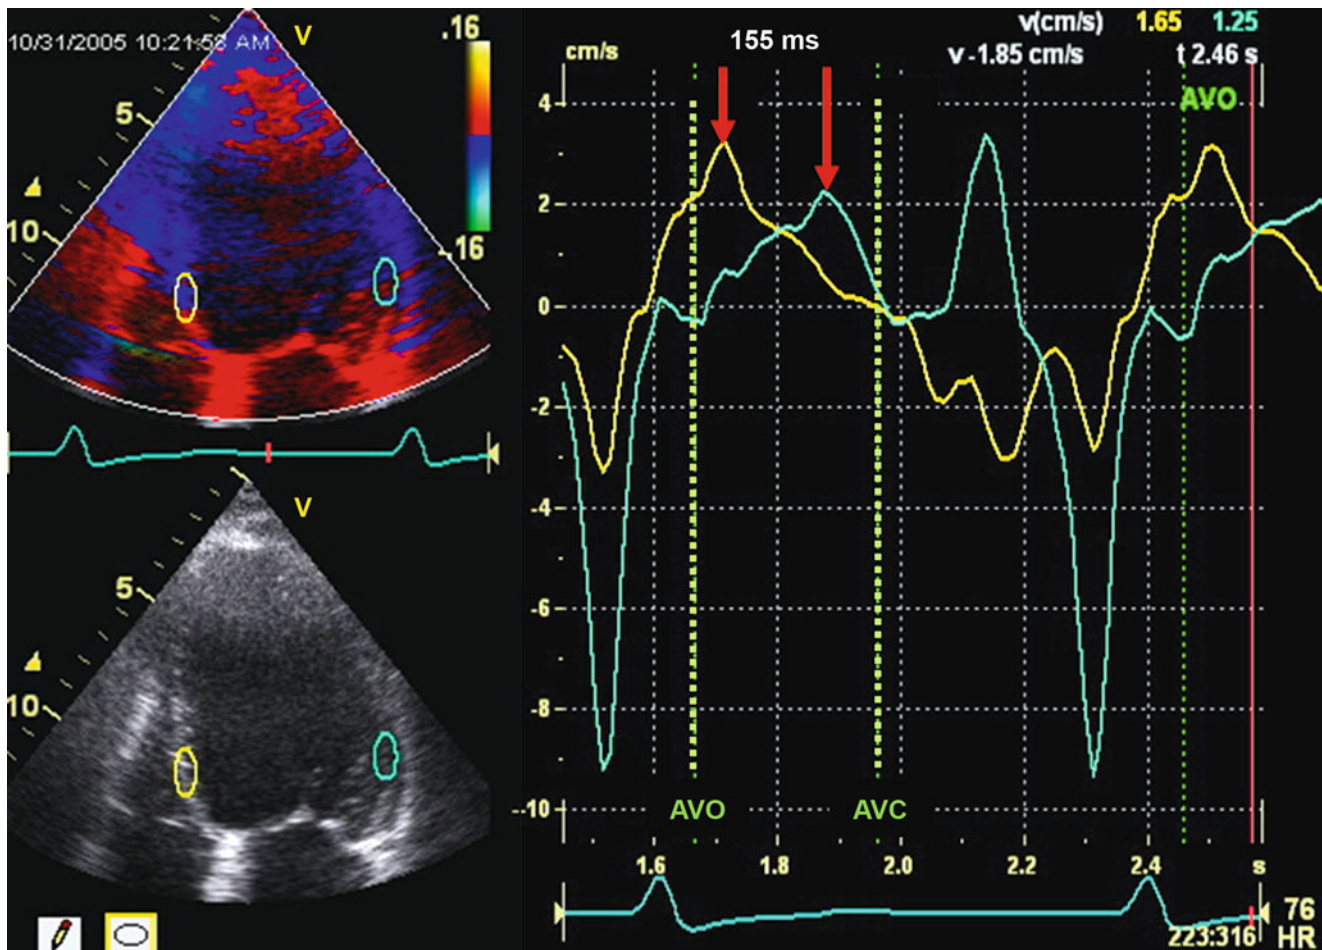 10/31/2005 10:21:58 AM
V
.16
5
10
-.16
V
5
10
v(cm/s) 1.65 1.25
cm/s
155 ms
v -1.85 cm/s
t 2.46 s
AVO
4
2
0
-2
-4
-6
-8
-10
AVO
AVC
1.6 1.8 2.0 2.2 2.4 s
76
223:316 HR